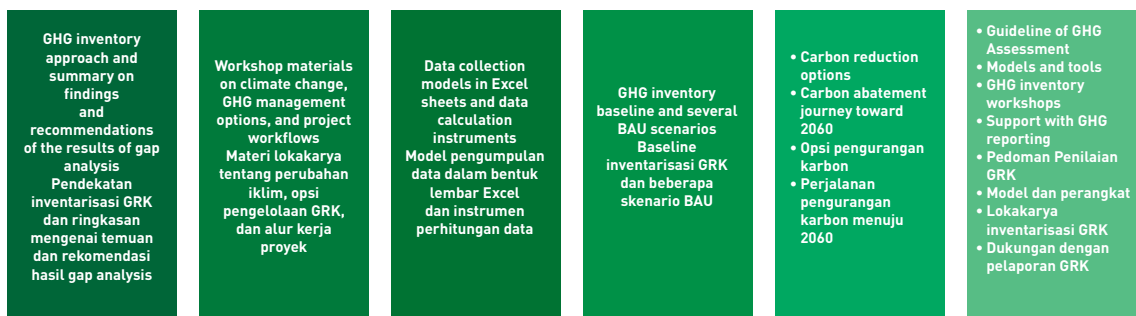 GHG inventory
approach and
summary on
findings
and
recommendations
of the results of gap
analysis
Pendekatan
inventarisasi GRK
dan ringkasan
mengenai temuan
dan rekomendasi
hasil gap analysis
Workshop materials
on climate change,
GHG management
options, and project
workflows
Materi lokakarya
tentang perubahan
iklim, opsi
pengelolaan GRK,
dan alur kerja
proyek
Data collection
models in Excel
sheets and data
calculation
instruments
Model pengumpulan
data dalam bentuk
lembar Excel
dan instrumen
perhitungan data
GHG inventory
baseline and several
BAU scenarios
Baseline
inventarisasi GRK
dan beberapa
skenario BAU
• Carbon reduction
options
• Carbon abatement
journey toward
2060
• Opsi pengurangan
karbon
• Perjalanan
pengurangan
karbon menuju
2060
• Guideline of GHG
Assessment
• Models and tools
• GHG inventory
workshops
• Support with GHG
reporting
• Pedoman Penilaian
GRK
• Model dan perangkat
• Lokakarya
inventarisasi GRK
• Dukungan dengan
pelaporan GRK